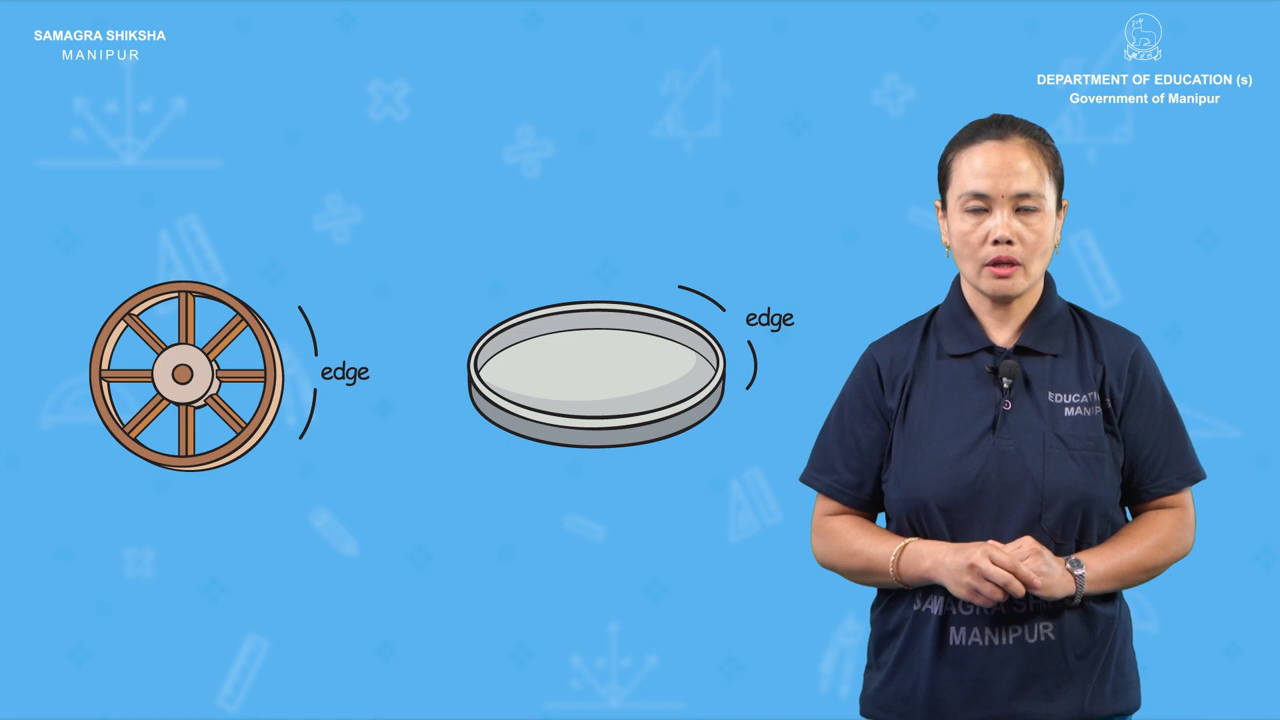 SAMAGRA SHIKSHA
MANIPUR
DEPARTMENT OF EDUCATION (s)
Government of Manipur
edge
edge
MANIPUR